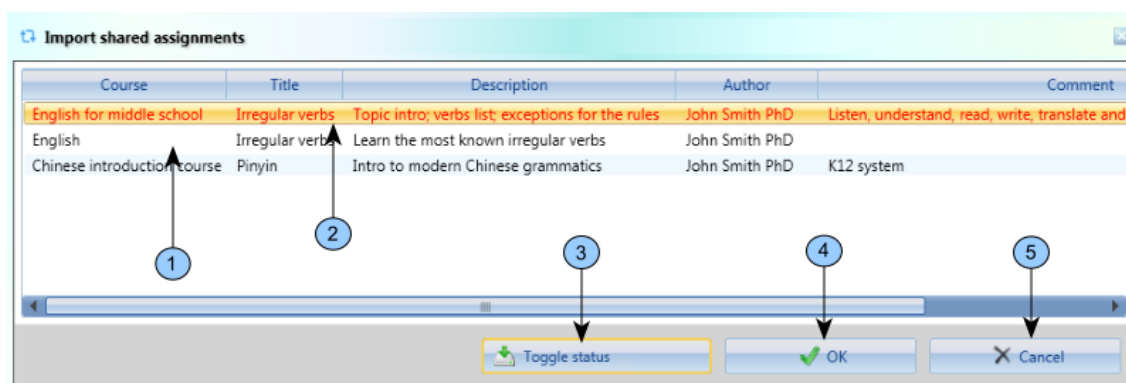 Import shared assignments
Course Title Description Author Comment
English for middle school Irregular verbs Topic intro; verbs list; exceptions for the rules John Smith PhD Listen, understand, read, write, translate and
English Irregular verbs Learn the most known irregular verbs John Smith PhD
Chinese introduction course Pinyin Intro to modern Chinese grammatics John Smith PhD K12 system
1 2 3 4 5
Toggle status OK Cancel